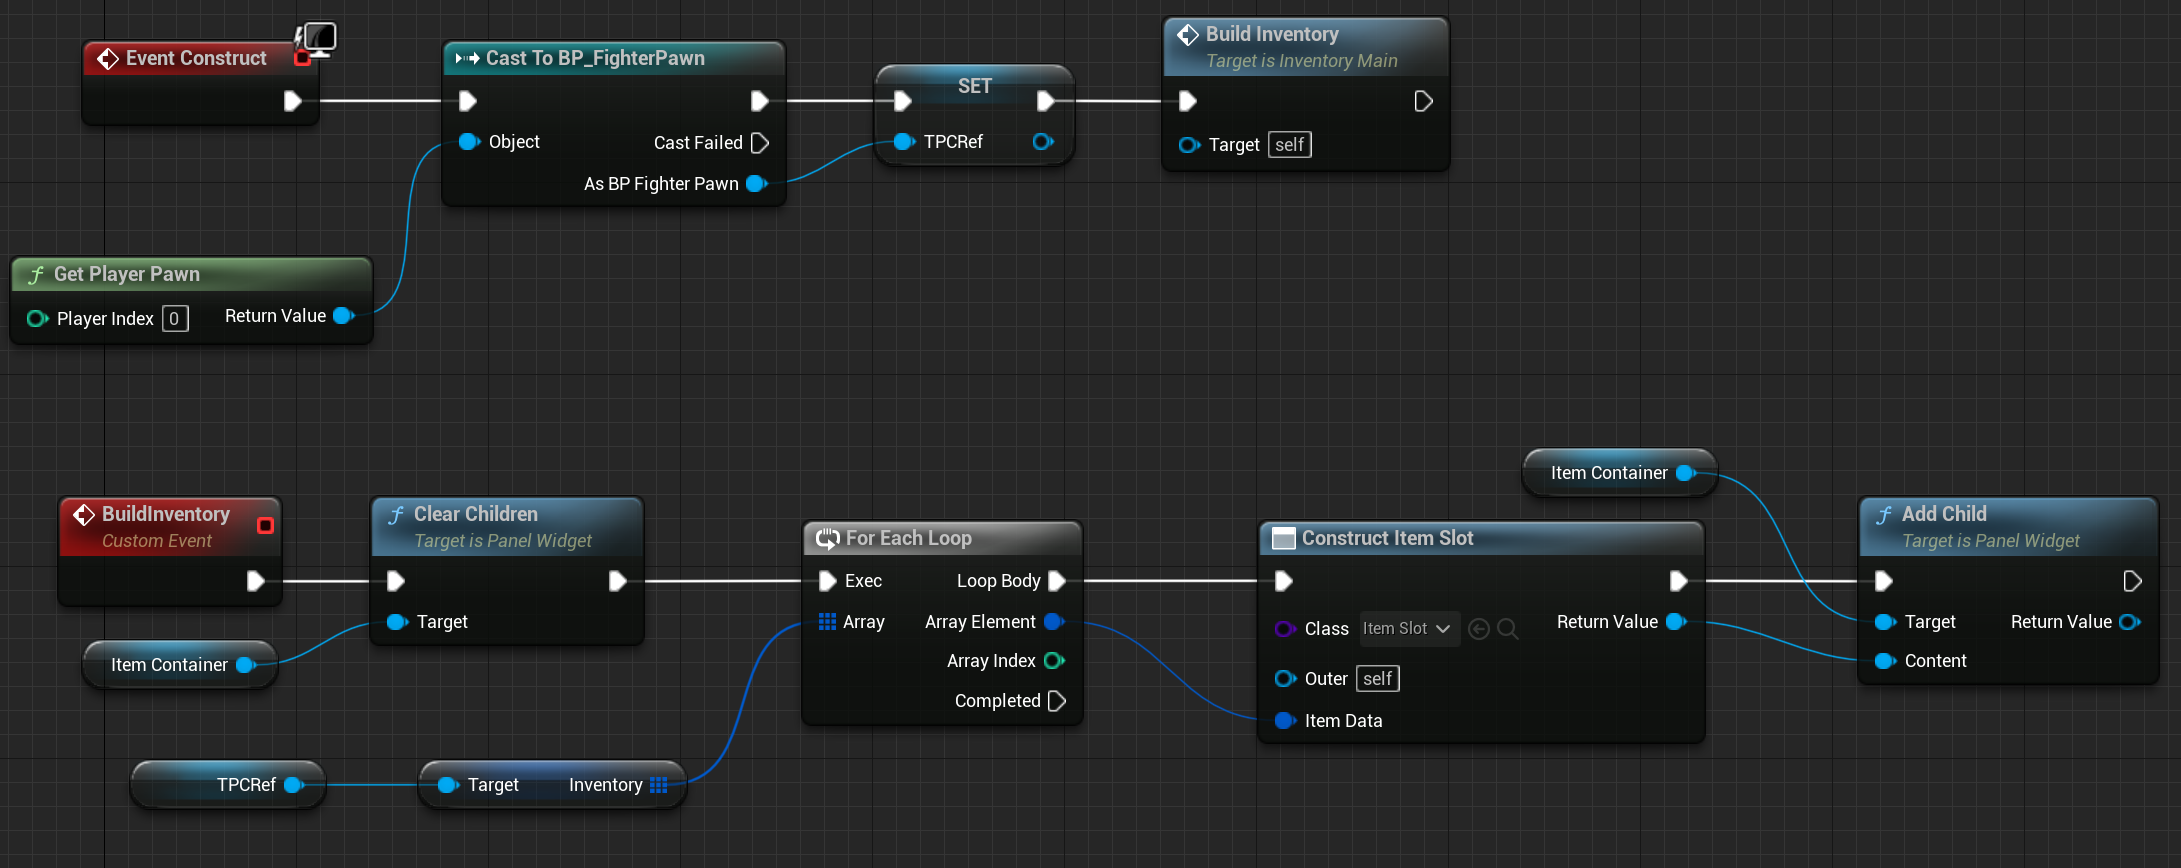 Event Construct
Cast To BP_FighterPawn
Object
Cast Failed
As BP Fighter Pawn
SET
TPCRef
Build Inventory
Target is Inventory Main
Target self
Get Player Pawn
Player Index 0
Return Value
BuildInventory
Custom Event
Clear Children
Target is Panel Widget
Target
Item Container
For Each Loop
Exec
Loop Body
Array
Array Element
Array Index
Completed
Construct Item Slot
Class Item Slot
Return Value
Outer self
Item Data
Item Container
Add Child
Target is Panel Widget
Target
Return Value
Content
TPCRef
Target
Inventory